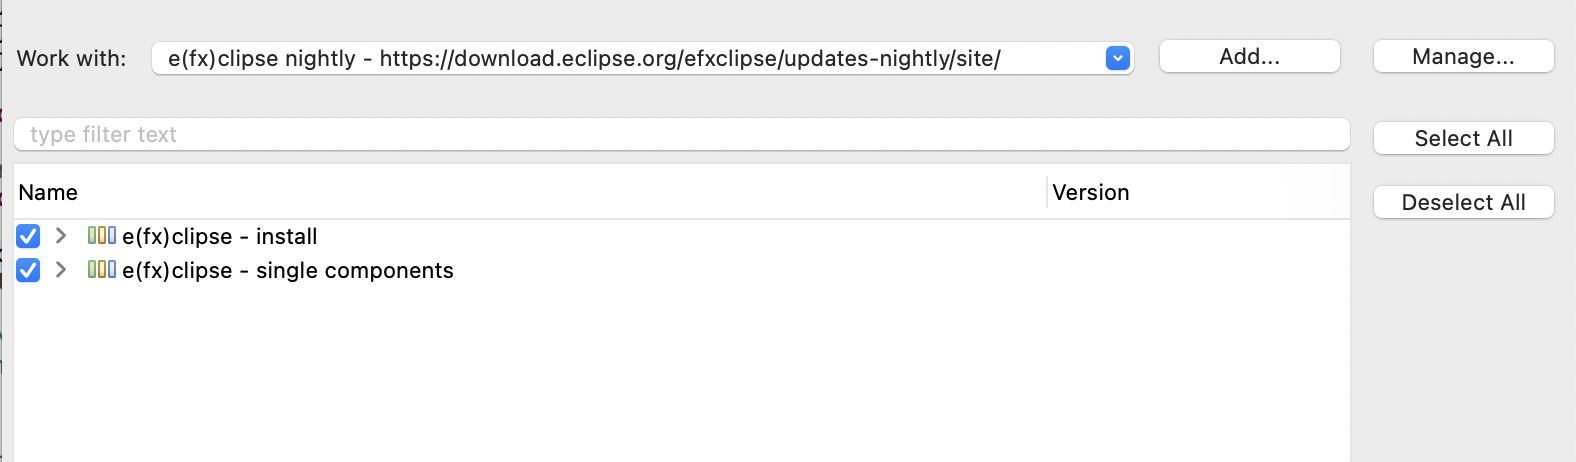 Work with: e(fx)clipse nightly - https://download.eclipse.org/efxclipse/updates-nightly/site/ Add... Manage...
type filter text Select All
Name Version
Deselect All
e(fx)clipse - install
e(fx)clipse - single components